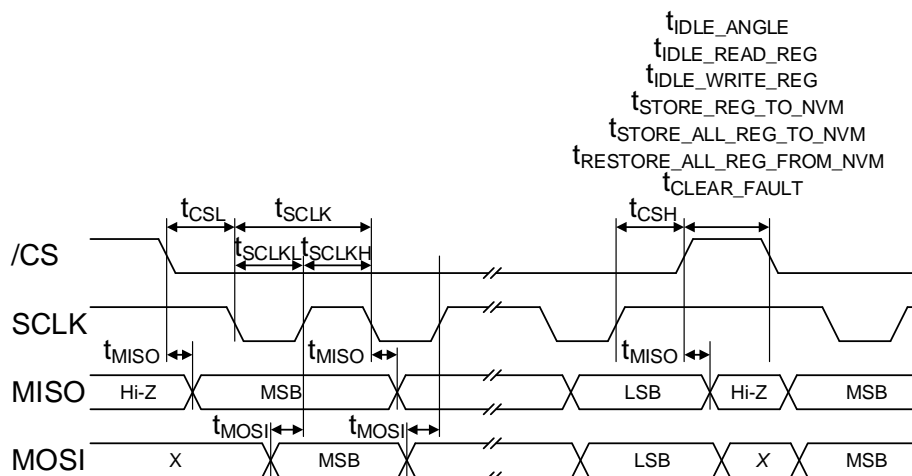 tIDLE_ANGLE
tIDLE_READ_REG
tIDLE_WRITE_REG
tSTORE_REG_TO_NVM
tSTORE_ALL_REG_TO_NVM
tRESTORE_ALL_REG_FROM_NVM
tCLEAR_FAULT
tCSL tSCLK tCSH
/CS tSCLKL tSCLKH
SCLK
tMISO tMISO tMISO
MISO Hi-Z MSB LSB Hi-Z MSB
tMOSI tMOSI
MOSI X MSB LSB X MSB